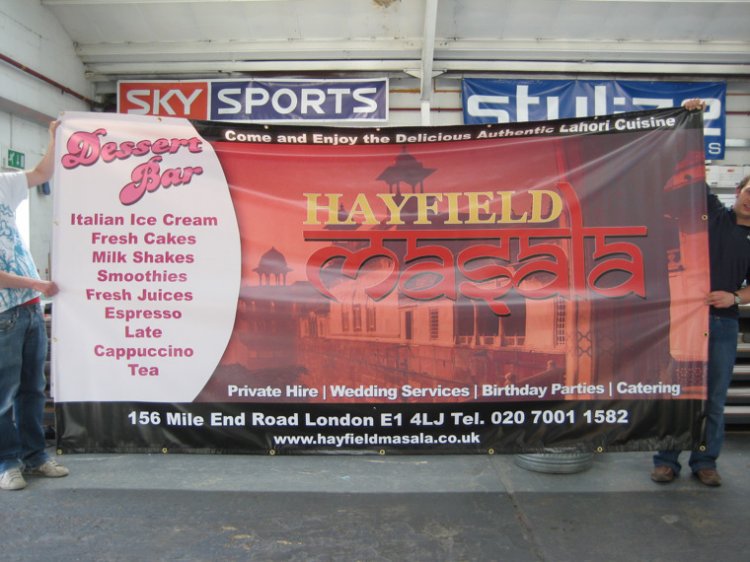 SKY SPORTS
stylize
Come and Enjoy the Delicious Authentic Lahori Cuisine
Dessert
Bar
Italian Ice Cream
Fresh Cakes
Milk Shakes
Smoothies
Fresh Juices
Espresso
Late
Cappuccino
Tea
HAYFIELD
masala
Private Hire | Wedding Services | Birthday Parties | Catering
156 Mile End Road London E1 4LJ Tel. 020 7001 1582
www.hayfieldmasala.co.uk